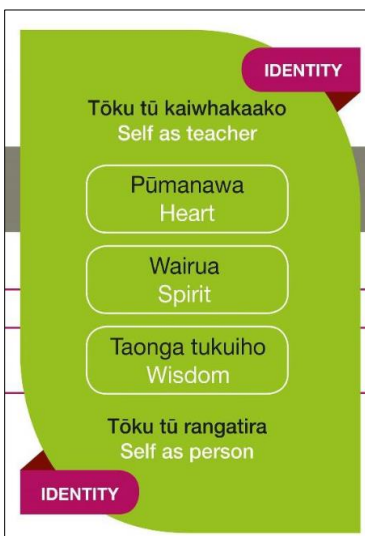 IDENTITY
Tōku tū kaiwhakaako
Self as teacher
Pūmanawa
Heart
Wairua
Spirit
Taonga tukuiho
Wisdom
Tōku tū rangatira
Self as person
IDENTITY